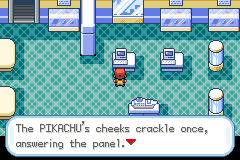 The PIKACHU's cheeks crackle once,
answering the panel.